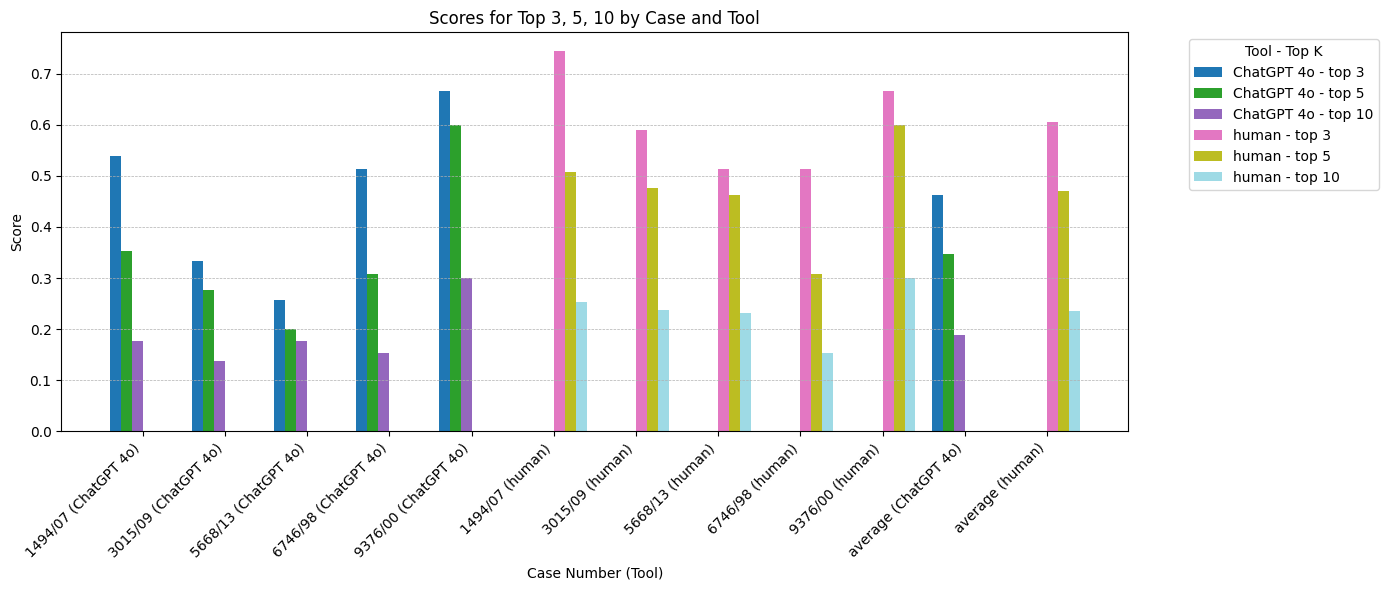 Scores for Top 3, 5, 10 by Case and Tool
Score
0.7
0.6
0.5
0.4
0.3
0.2
0.1
0.0
1494/07 (ChatGPT 4o)
3015/09 (ChatGPT 4o)
5668/13 (ChatGPT 4o)
6746/98 (ChatGPT 4o)
9376/00 (ChatGPT 4o)
1494/07 (human)
3015/09 (human)
5668/13 (human)
6746/98 (human)
9376/00 (human)
average (ChatGPT 4o)
average (human)
Case Number (Tool)
Tool - Top K
ChatGPT 4o - top 3
ChatGPT 4o - top 5
ChatGPT 4o - top 10
human - top 3
human - top 5
human - top 10